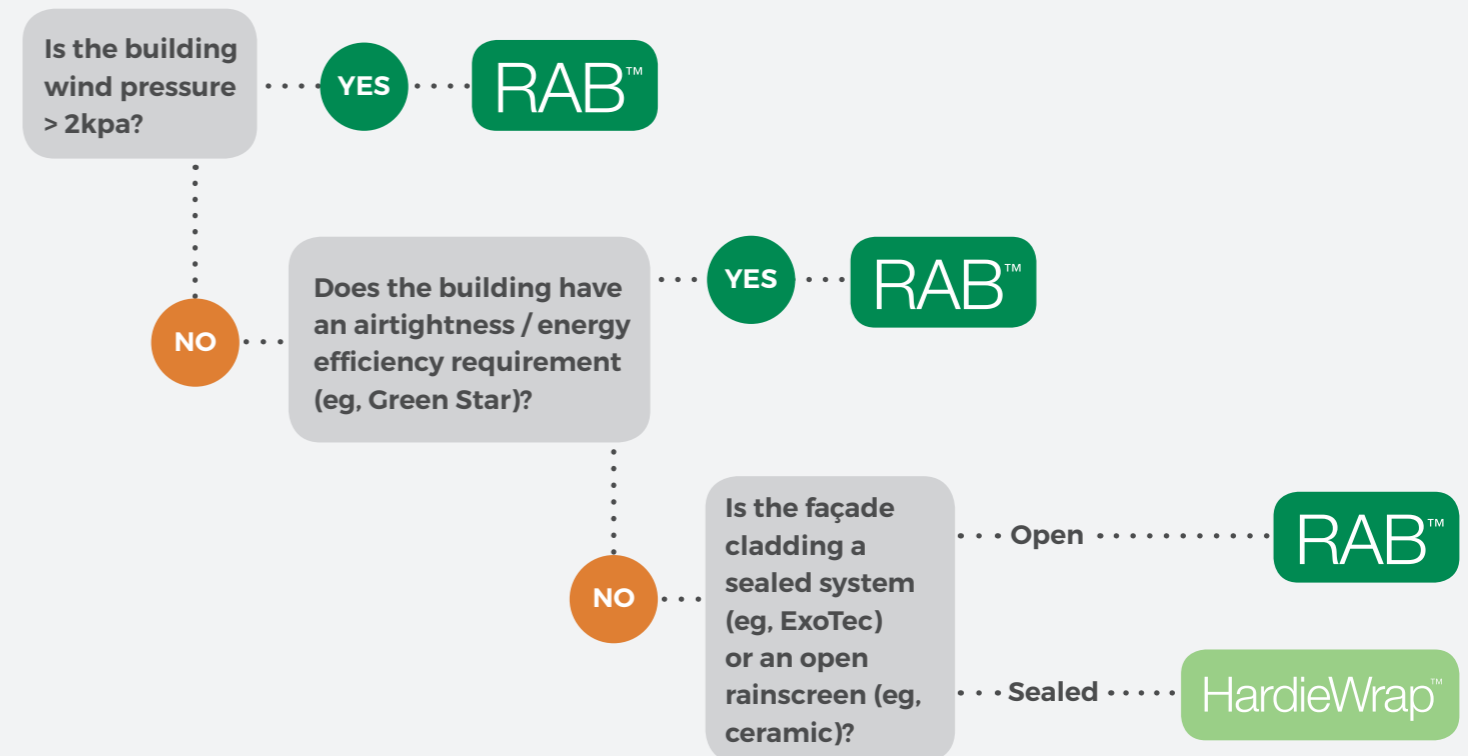 Is the building
wind pressure
> 2kpa?
YES
RAB™
NO
Does the building have
an airtightness / energy
efficiency requirement
(eg, Green Star)?
YES
RAB™
NO
Is the façade
cladding a
sealed system
(eg, ExoTec)
or an open
rainscreen (eg,
ceramic)?
Open
RAB™
Sealed
HardieWrap™